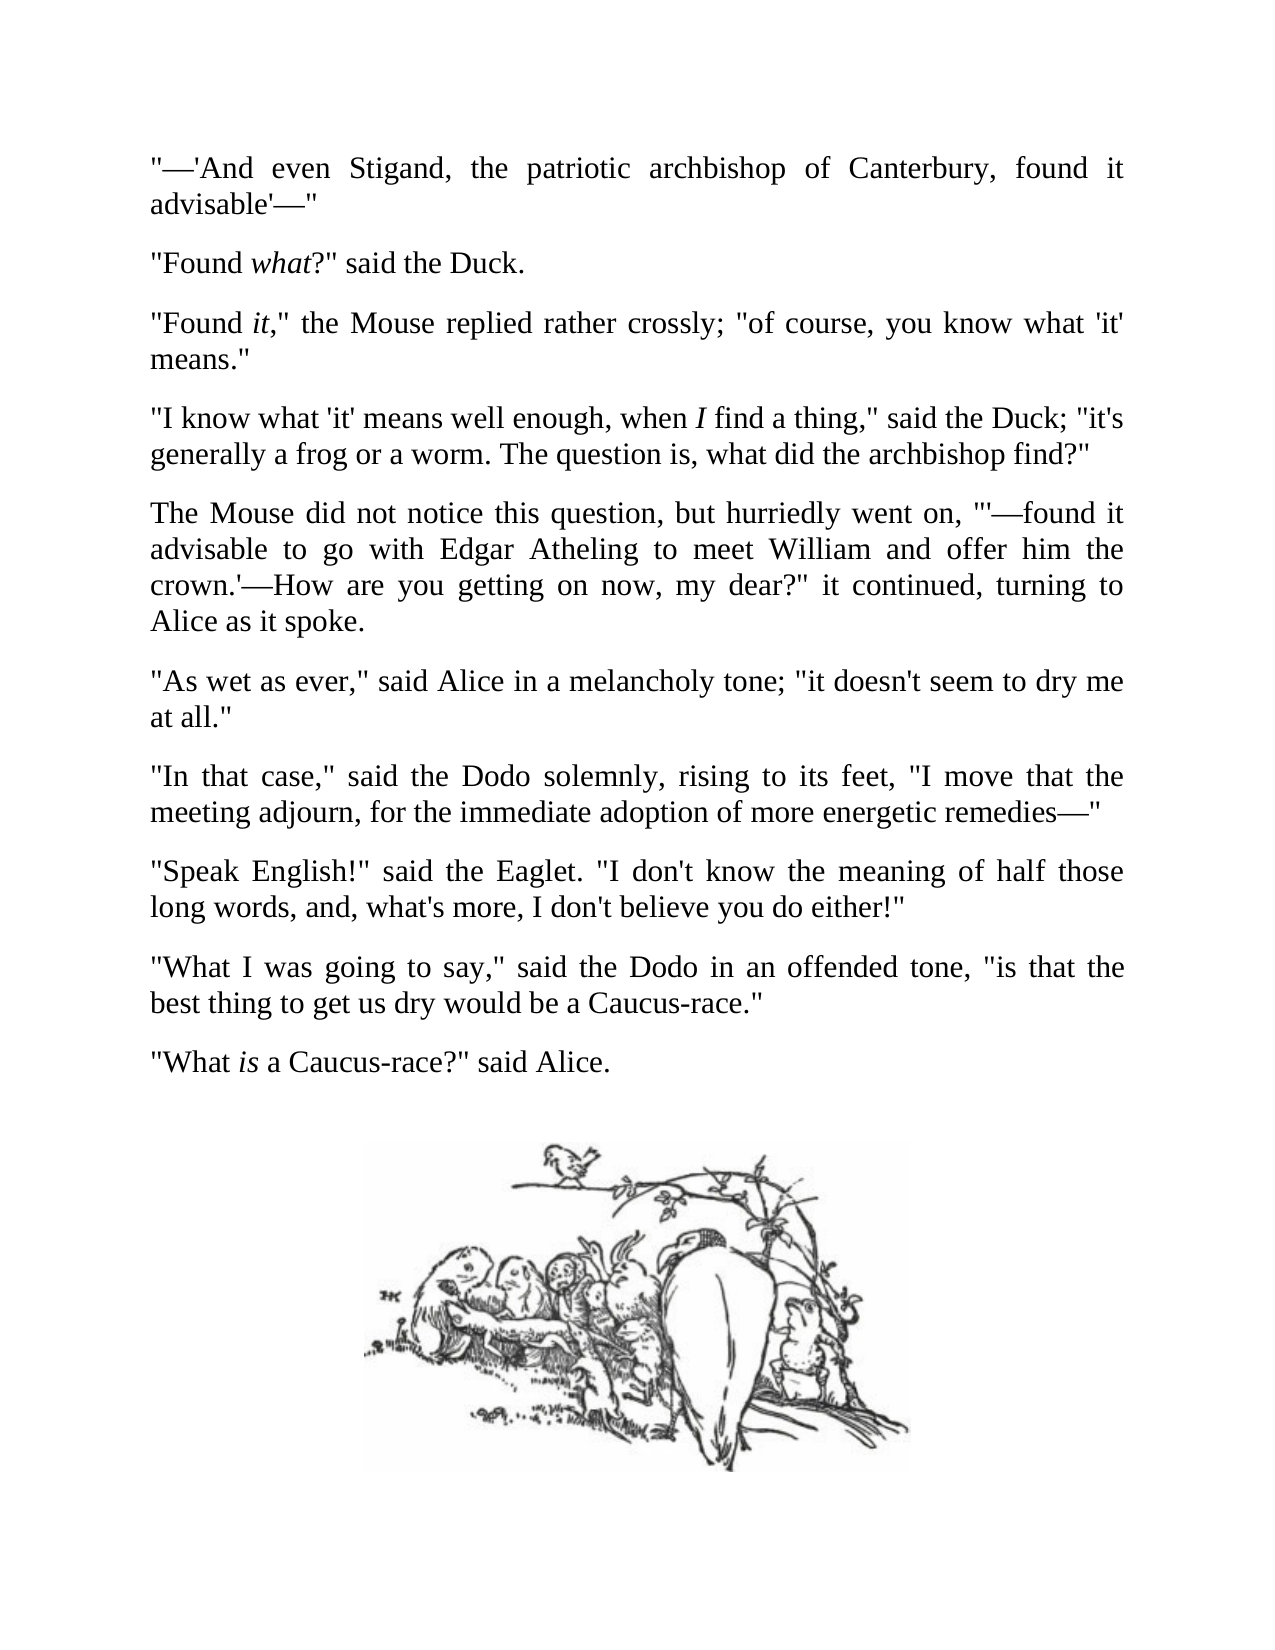 "—'And even Stigand, the patriotic archbishop of Canterbury, found it
advisable'—"
"Found what?" said the Duck.
"Found it," the Mouse replied rather crossly; "of course, you know what 'it'
means."
"I know what 'it' means well enough, when I find a thing," said the Duck; "it's
generally a frog or a worm. The question is, what did the archbishop find?"
The Mouse did not notice this question, but hurriedly went on, "'—found it
advisable to go with Edgar Atheling to meet William and offer him the
crown.'—How are you getting on now, my dear?" it continued, turning to
Alice as it spoke.
"As wet as ever," said Alice in a melancholy tone; "it doesn't seem to dry me
at all."
"In that case," said the Dodo solemnly, rising to its feet, "I move that the
meeting adjourn, for the immediate adoption of more energetic remedies—"
"Speak English!" said the Eaglet. "I don't know the meaning of half those
long words, and, what's more, I don't believe you do either!"
"What I was going to say," said the Dodo in an offended tone, "is that the
best thing to get us dry would be a Caucus-race."
"What is a Caucus-race?" said Alice.